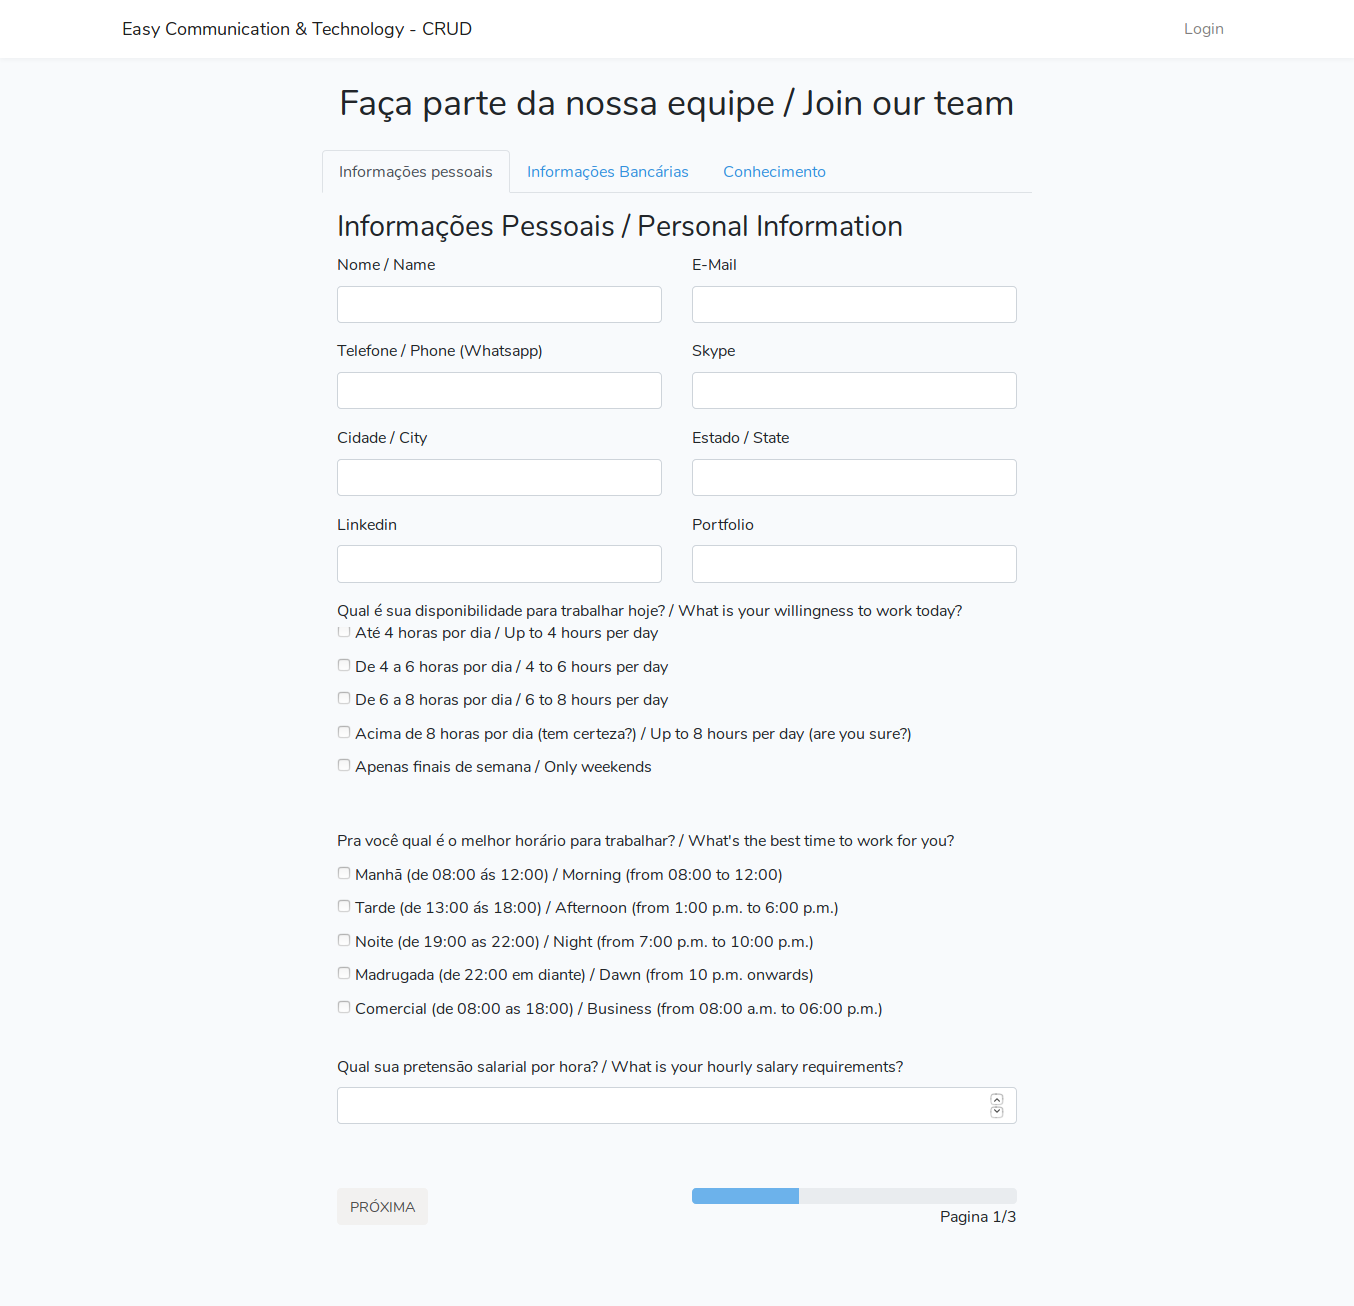 Easy Communication & Technology - CRUD
Login
Faça parte da nossa equipe / Join our team
Informações pessoais
Informações Bancárias
Conhecimento
Informações Pessoais / Personal Information
Nome / Name
E-Mail
Telefone / Phone (Whatsapp)
Skype
Cidade / City
Estado / State
Linkedin
Portfolio
Qual é sua disponibilidade para trabalhar hoje? / What is your willingness to work today?
Até 4 horas por dia / Up to 4 hours per day
De 4 a 6 horas por dia / 4 to 6 hours per day
De 6 a 8 horas por dia / 6 to 8 hours per day
Acima de 8 horas por dia (tem certeza?) / Up to 8 hours per day (are you sure?)
Apenas finais de semana / Only weekends
Pra você qual é o melhor horário para trabalhar? / What's the best time to work for you?
Manhã (de 08:00 ás 12:00) / Morning (from 08:00 to 12:00)
Tarde (de 13:00 ás 18:00) / Afternoon (from 1:00 p.m. to 6:00 p.m.)
Noite (de 19:00 as 22:00) / Night (from 7:00 p.m. to 10:00 p.m.)
Madrugada (de 22:00 em diante) / Dawn (from 10 p.m. onwards)
Comercial (de 08:00 as 18:00) / Business (from 08:00 a.m. to 06:00 p.m.)
Qual sua pretensão salarial por hora? / What is your hourly salary requirements?
PRÓXIMA
Pagina 1/3